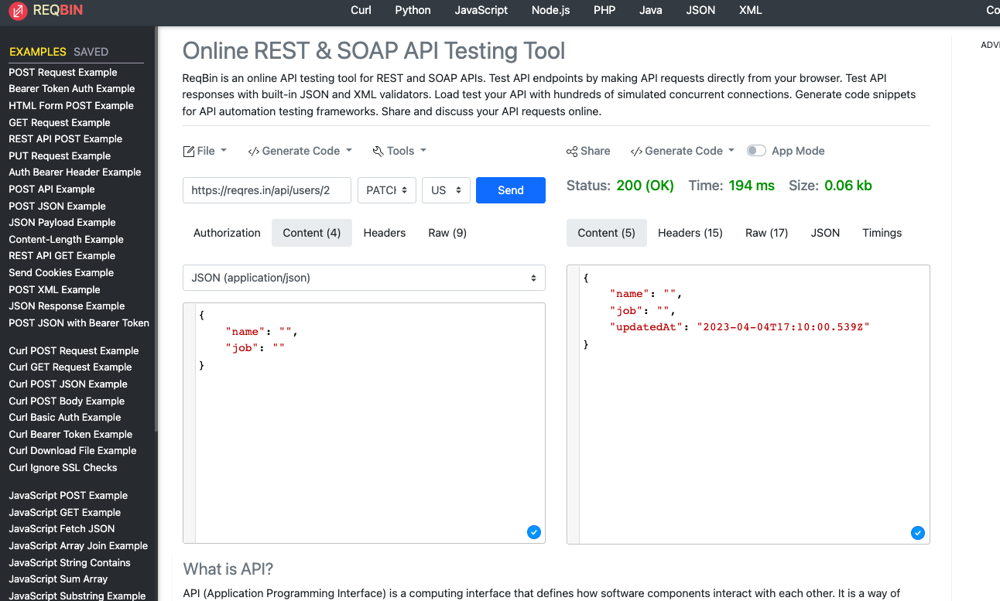 REQBIN
Curl Python JavaScript Node.js PHP Java JSON XML
EXAMPLES SAVED
POST Request Example
Bearer Token Auth Example
HTML Form POST Example
GET Request Example
REST API POST Example
PUT Request Example
Auth Bearer Header Example
POST API Example
POST JSON Example
JSON Payload Example
Content-Length Example
REST API GET Example
Send Cookies Example
POST XML Example
JSON Response Example
POST JSON with Bearer Token
Curl POST Request Example
Curl GET Request Example
Curl POST JSON Example
Curl POST Body Example
Curl Basic Auth Example
Curl Bearer Token Example
Curl Download File Example
Curl Ignore SSL Checks
JavaScript POST Example
JavaScript GET Example
JavaScript Fetch JSON
JavaScript Array Join Example
JavaScript String Contains
JavaScript Sum Array
JavaScript Substring Example
Online REST & SOAP API Testing Tool
ReqBin is an online API testing tool for REST and SOAP APIs. Test API endpoints by making API requests directly from your browser. Test API
responses with built-in JSON and XML validators. Load test your API with hundreds of simulated concurrent connections. Generate code snippets
for API automation testing frameworks. Share and discuss your API requests online.
File </> Generate Code Tools
https://reqres.in/api/users/2 PATCH US Send
Authorization Content (4) Headers Raw (9)
JSON (application/json)
{
"name": "",
"job": ""
}
Share </> Generate Code App Mode
Status: 200 (OK) Time: 194 ms Size: 0.06 kb
Content (5) Headers (15) Raw (17) JSON Timings
{
"name": "",
"job": "",
"updatedAt": "2023-04-04T17:10:00.539Z"
}
What is API?
API (Application Programming Interface) is a computing interface that defines how software components interact with each other. It is a way of